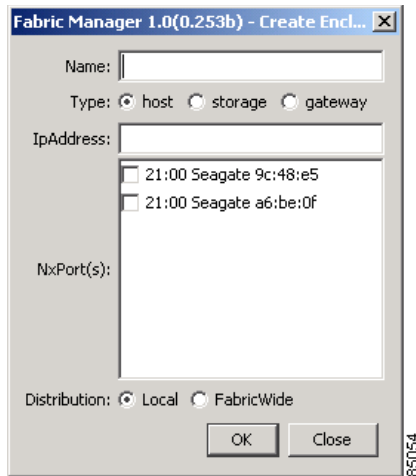 Fabric Manager 1.0(0.253b) - Create Encl...
Name:
Type: host storage gateway
IpAddress:
21:00 Seagate 9c:48:e5
21:00 Seagate a6:be:0f
NxPort(s):
Distribution: Local FabricWide
OK Close
85054